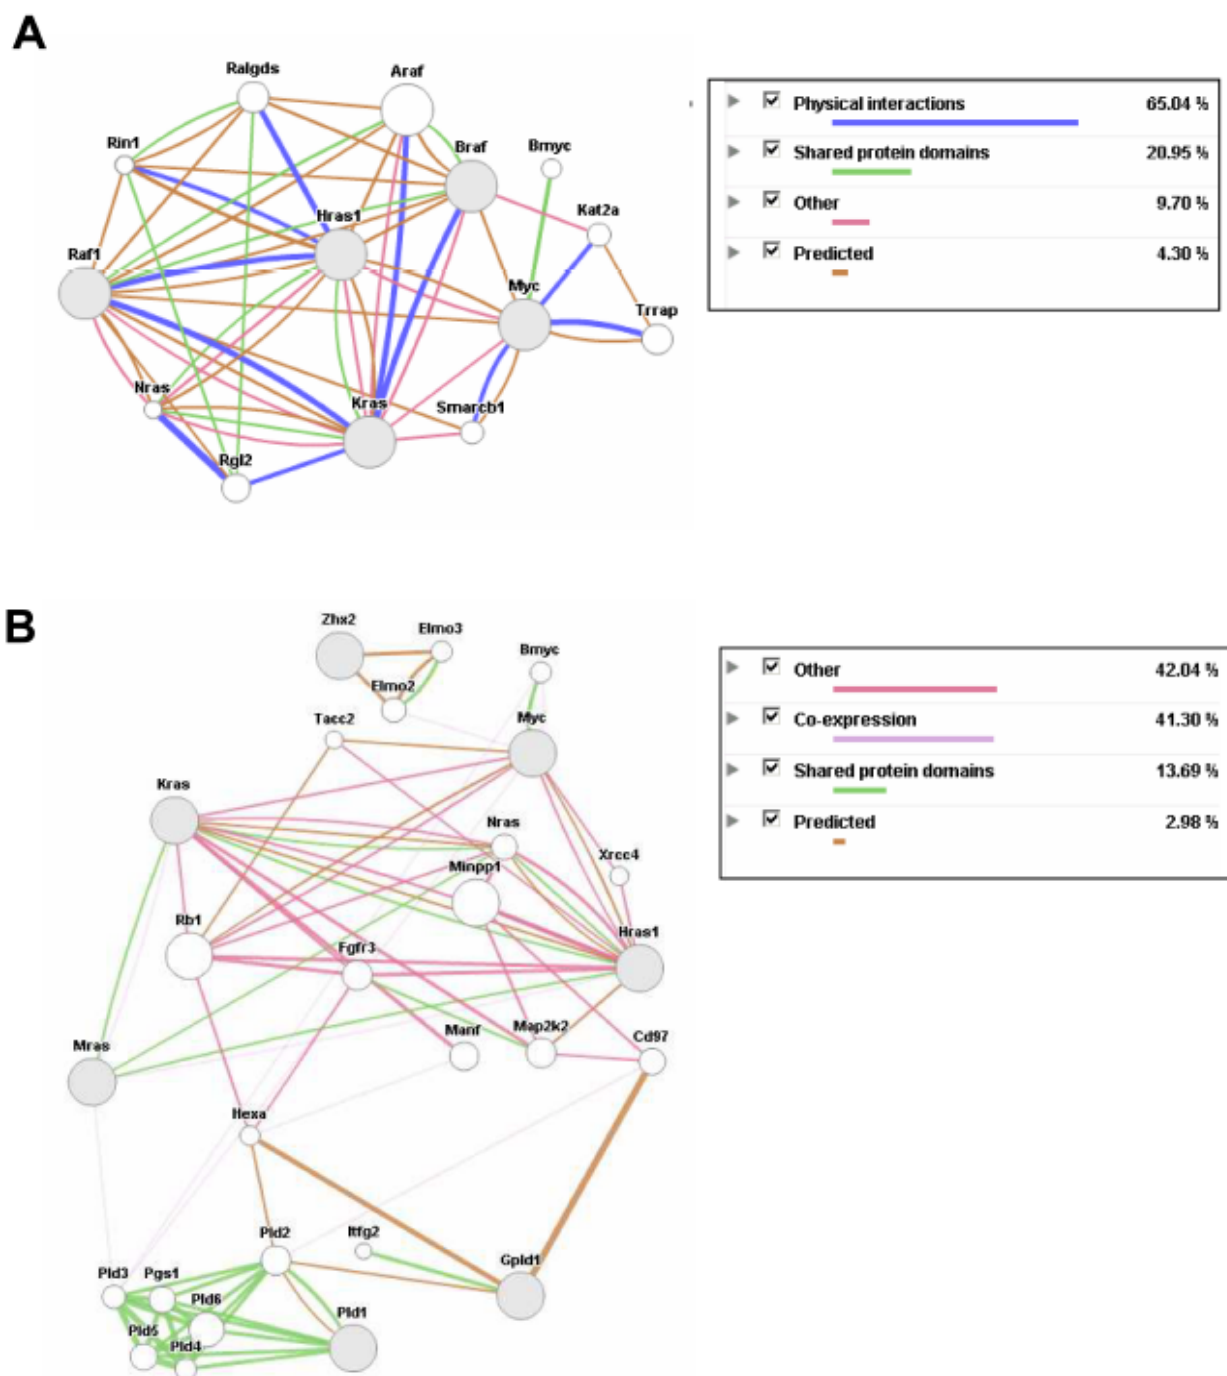 A
Ralgds
Araf
Rin1
Braf
Bmyc
Hras1
Kat2a
Raf1
Myc
Trrap
Nras
Kras
Smarcb1
Rgl2
Physical interactions 65.04 %
Shared protein domains 20.95 %
Other 9.70 %
Predicted 4.30 %
B
Zhx2
Elmo3
Bmyc
Elmo2
Tacc2
Myc
Kras
Nras
Xrcc4
Minpp1
Rb1
Hras1
Fgfr3
Manf
Map2k2
Cd97
Mras
Hexa
Pld2
Itfg2
Gpld1
Pld3
Pgs1
Pld6
Pld1
Pld5
Pld4
Other 42.04 %
Co-expression 41.30 %
Shared protein domains 13.69 %
Predicted 2.98 %